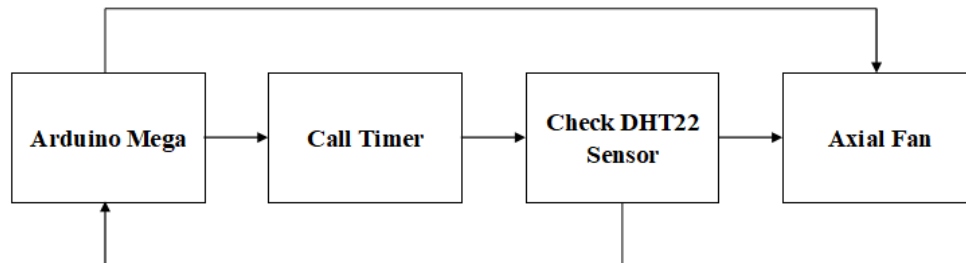 Arduino Mega
Call Timer
Check DHT22
Sensor
Axial Fan